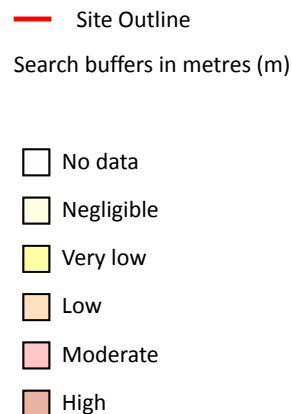 Site Outline
Search buffers in metres (m)
No data
Negligible
Very low
Low
Moderate
High